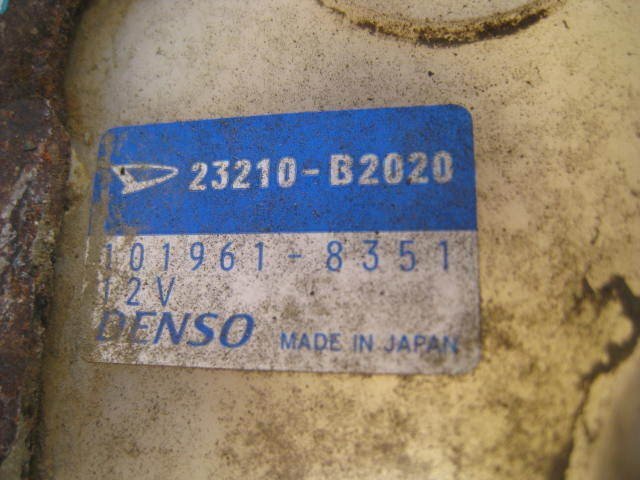 23210-B2020
101961-8351
12V
DENSO MADE IN JAPAN